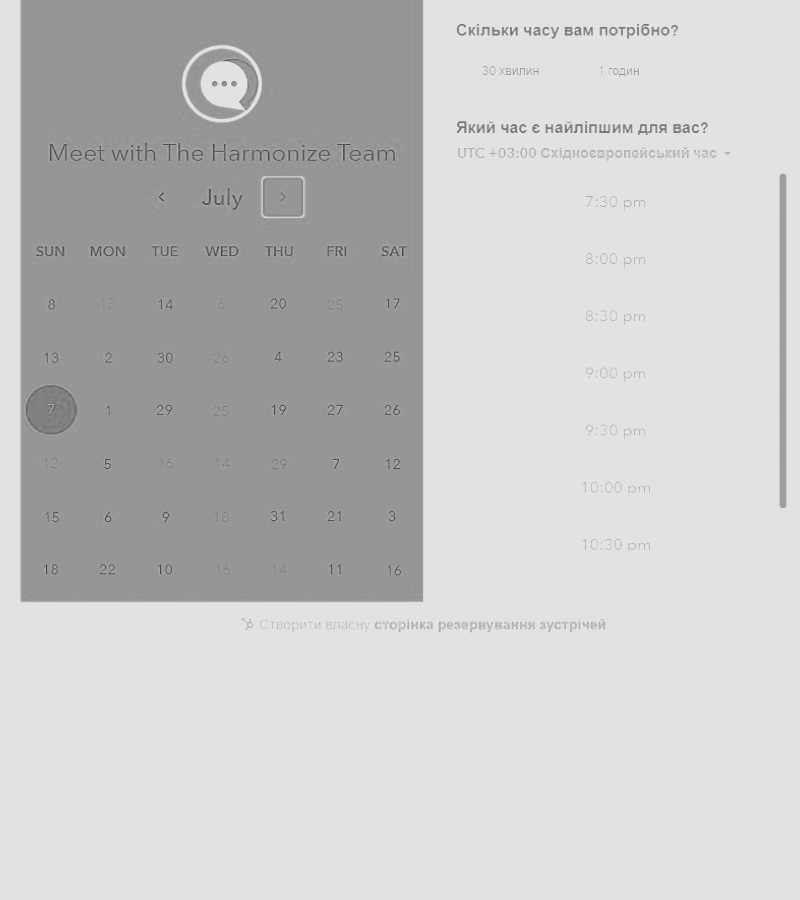 Meet with The Harmonize Team
July
SUN MON TUE WED THU FRI SAT
8 13 14 6 20 25 17
13 2 30 26 4 23 25
7 1 29 25 19 27 26
12 5 16 14 29 7 12
15 6 9 18 31 21 3
18 22 10 16 14 11 16
Скільки часу вам потрібно?
30 хвилин 1 годин
Який час є найліпшим для вас?
UTC +03:00 Східноєвропейський час
7:30 pm
8:00 pm
8:30 pm
9:00 pm
9:30 pm
10:00 pm
10:30 pm
Створити власну сторінка резервування зустрічей